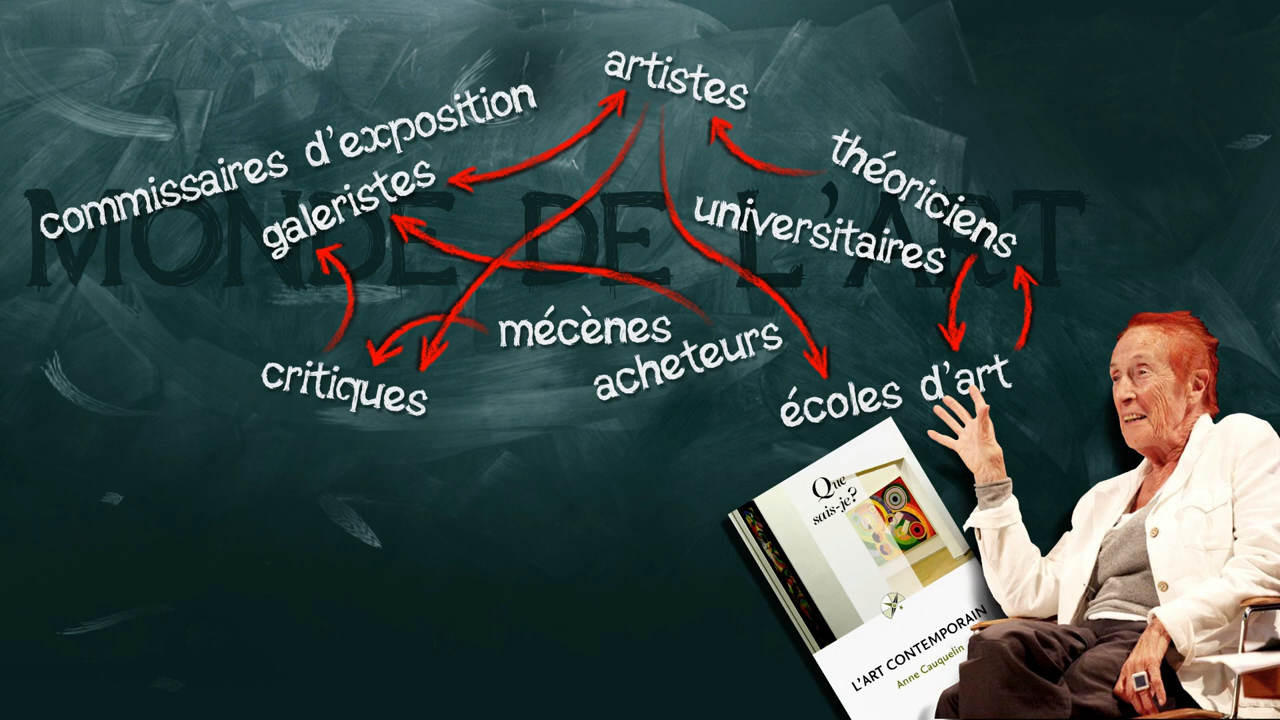 artistes
commissaires d'exposition
galeristes
théoriciens
universitaires
MONDE DE L'ART
mécènes
acheteurs
critiques
écoles d'art
Que
sais-je?
L'ART CONTEMPORAIN
Anne Cauquelin